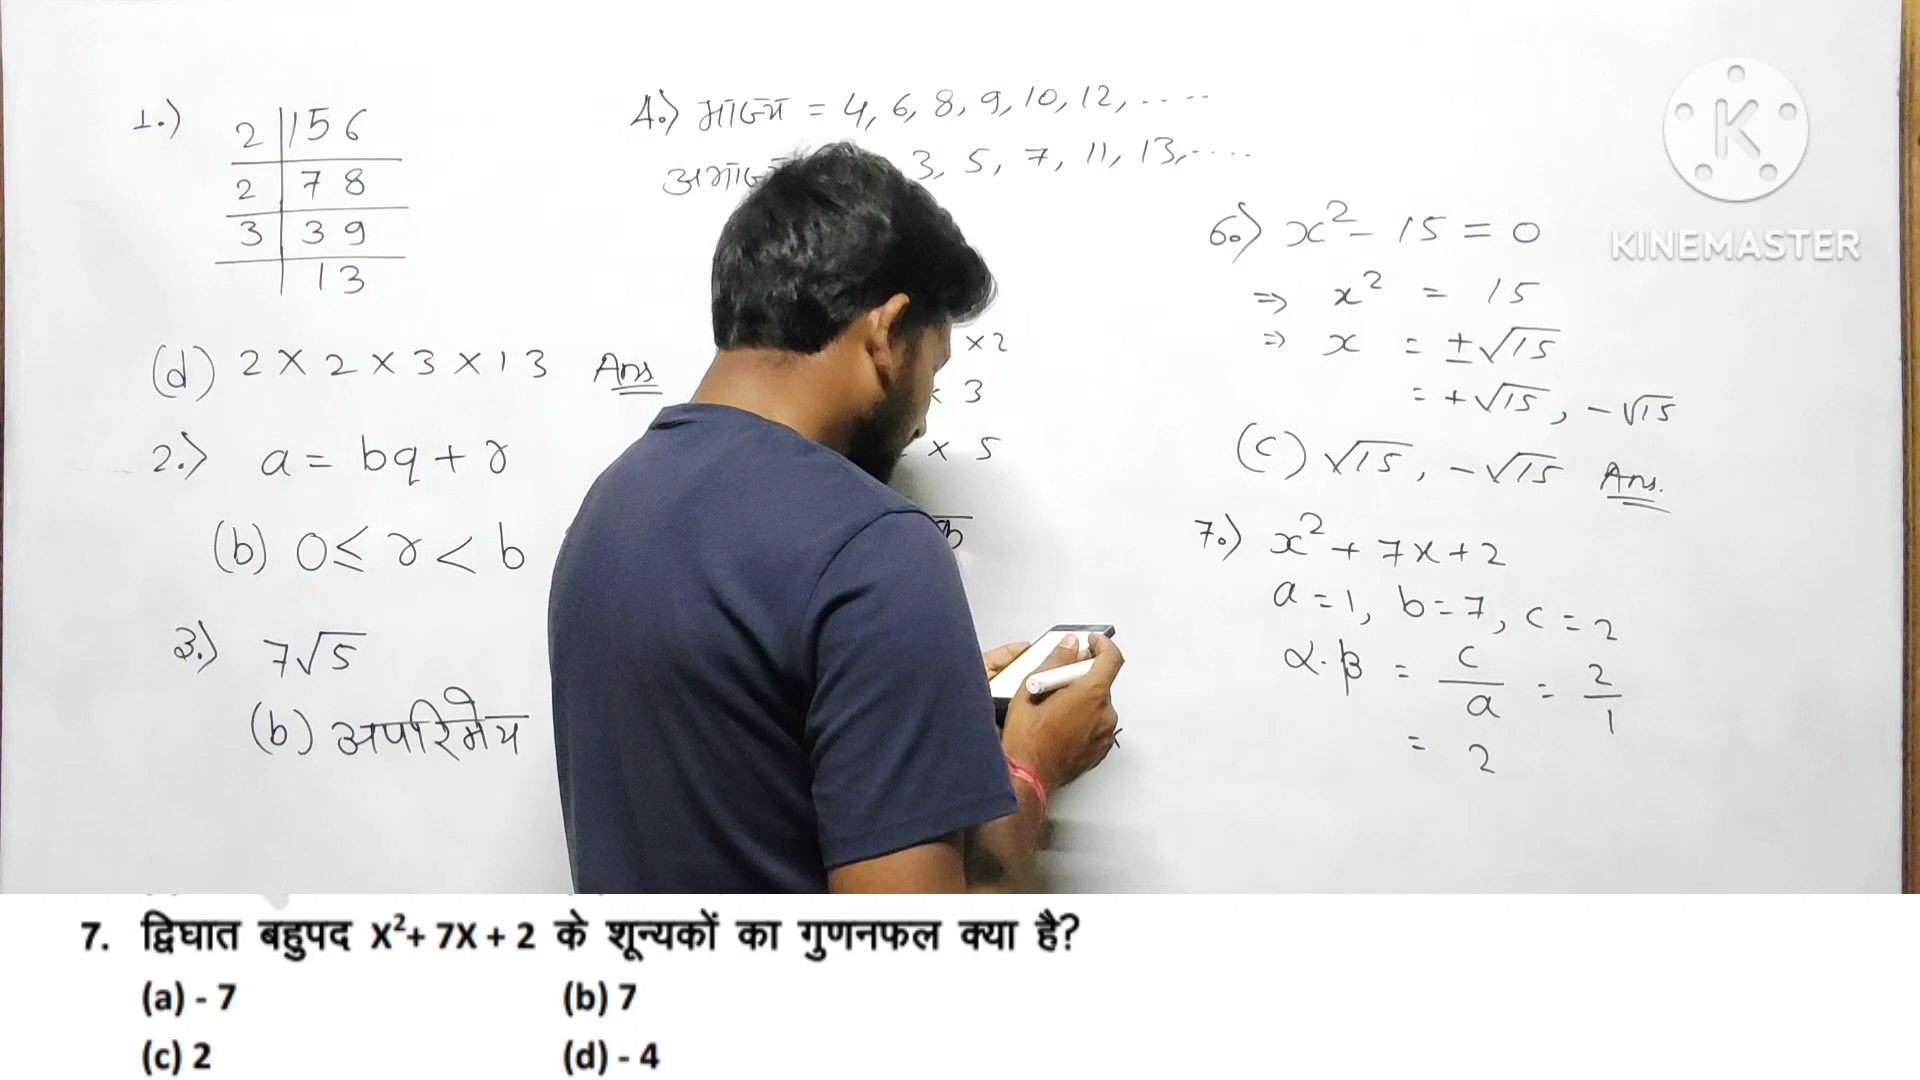 1.) 2 | 156
2 | 78
3 | 39
13
(d) 2 × 2 × 3 × 13 Ans
2.) a = bq + r
(b) 0 ≤ r < b
3.) 7√5
(b) अपरिमेय
4.) भाज्य = 4, 6, 8, 9, 10, 12, ....
3, 5, 7, 11, 13, ....
×2
× 3
× 5
6.) x² - 15 = 0
⇒ x² = 15
⇒ x = ±√15
= +√15, -√15
(c) √15, -√15 Ans.
7.) x² + 7x + 2
a = 1, b = 7, c = 2
α.β = c/a = 2/1
= 2
KINEMASTER
7. द्विघात बहुपद X²+ 7X + 2 के शून्यकों का गुणनफल क्या है?
(a) - 7 (b) 7
(c) 2 (d) - 4